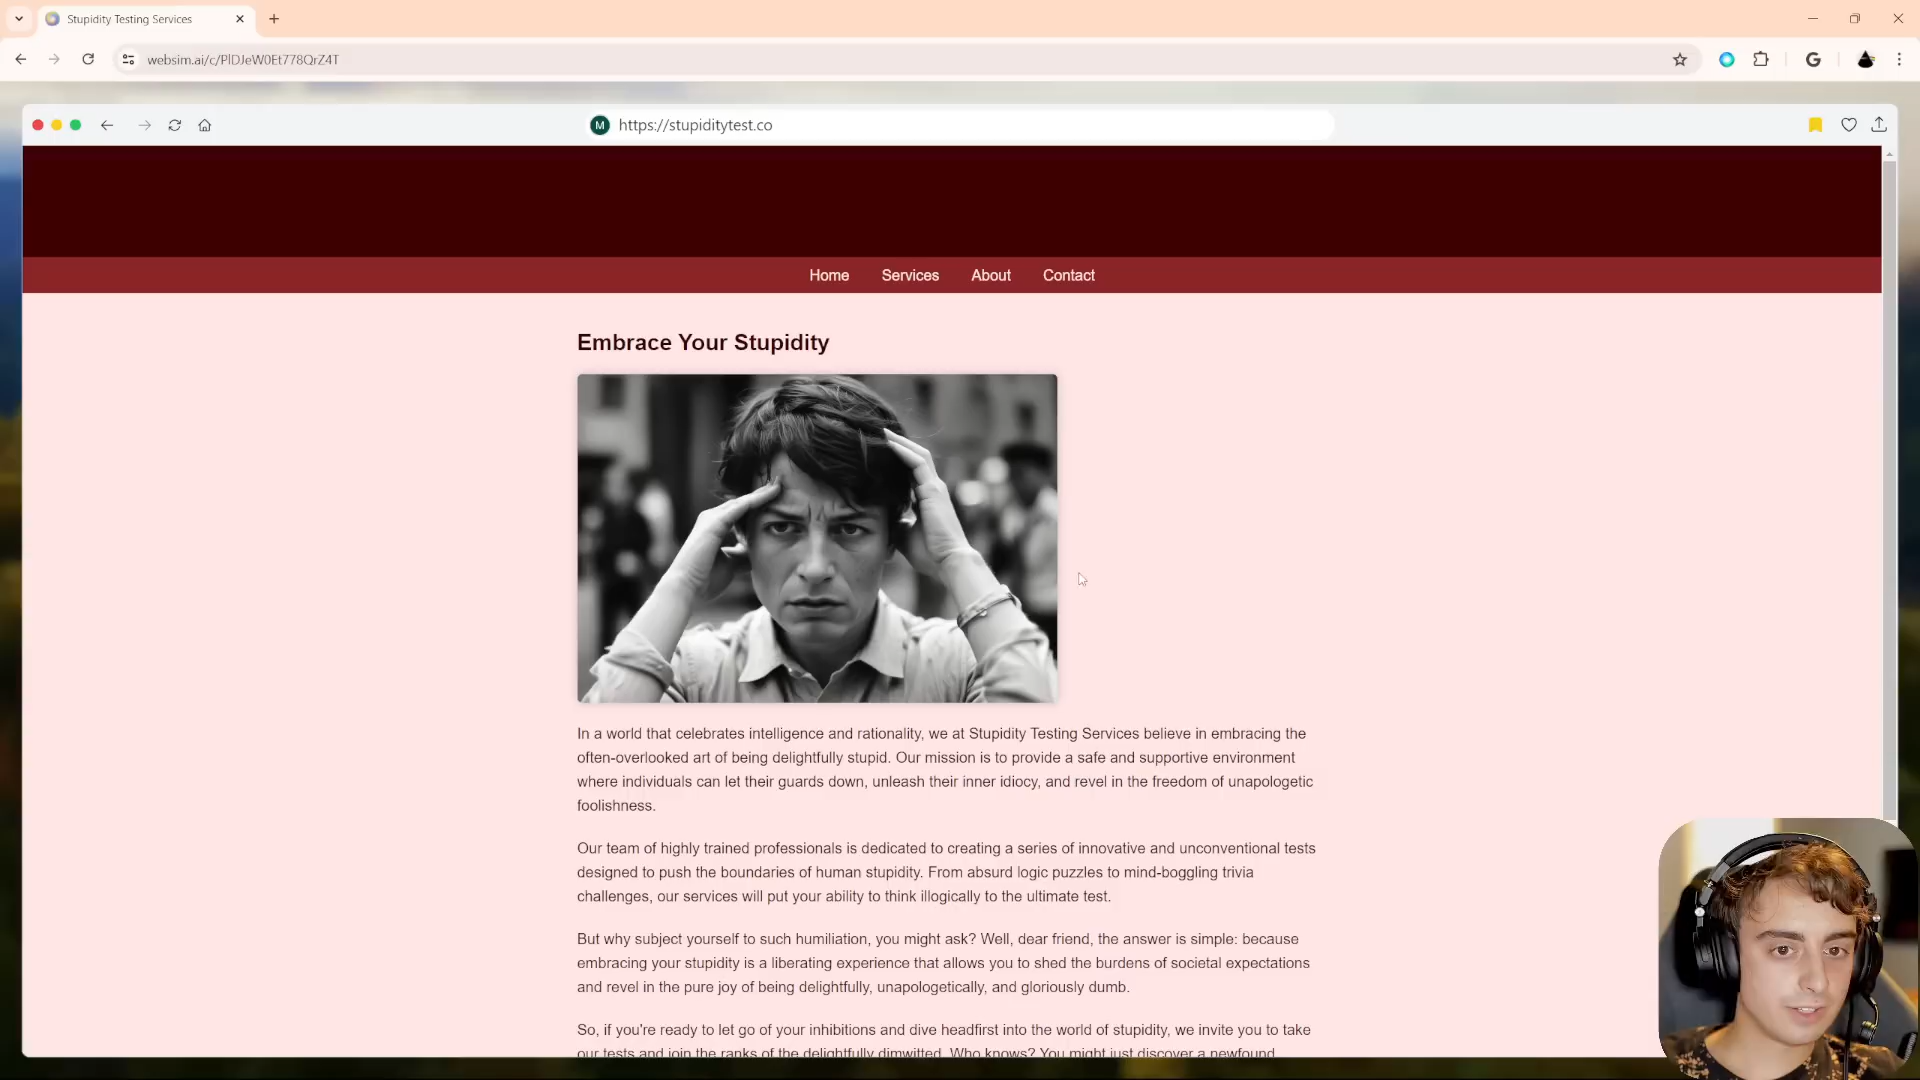 Stupidity Testing Services
websim.ai/c/PlDJeW0Et778QrZ4T
G
M https://stupiditytest.co
Home Services About Contact
Embrace Your Stupidity
In a world that celebrates intelligence and rationality, we at Stupidity Testing Services believe in embracing the
often-overlooked art of being delightfully stupid. Our mission is to provide a safe and supportive environment
where individuals can let their guards down, unleash their inner idiocy, and revel in the freedom of unapologetic
foolishness.
Our team of highly trained professionals is dedicated to creating a series of innovative and unconventional tests
designed to push the boundaries of human stupidity. From absurd logic puzzles to mind-boggling trivia
challenges, our services will put your ability to think illogically to the ultimate test.
But why subject yourself to such humiliation, you might ask? Well, dear friend, the answer is simple: because
embracing your stupidity is a liberating experience that allows you to shed the burdens of societal expectations
and revel in the pure joy of being delightfully, unapologetically, and gloriously dumb.
So, if you're ready to let go of your inhibitions and dive headfirst into the world of stupidity, we invite you to take
our tests and join the ranks of the delightfully dimwitted. Who knows? You might just discover a newfound